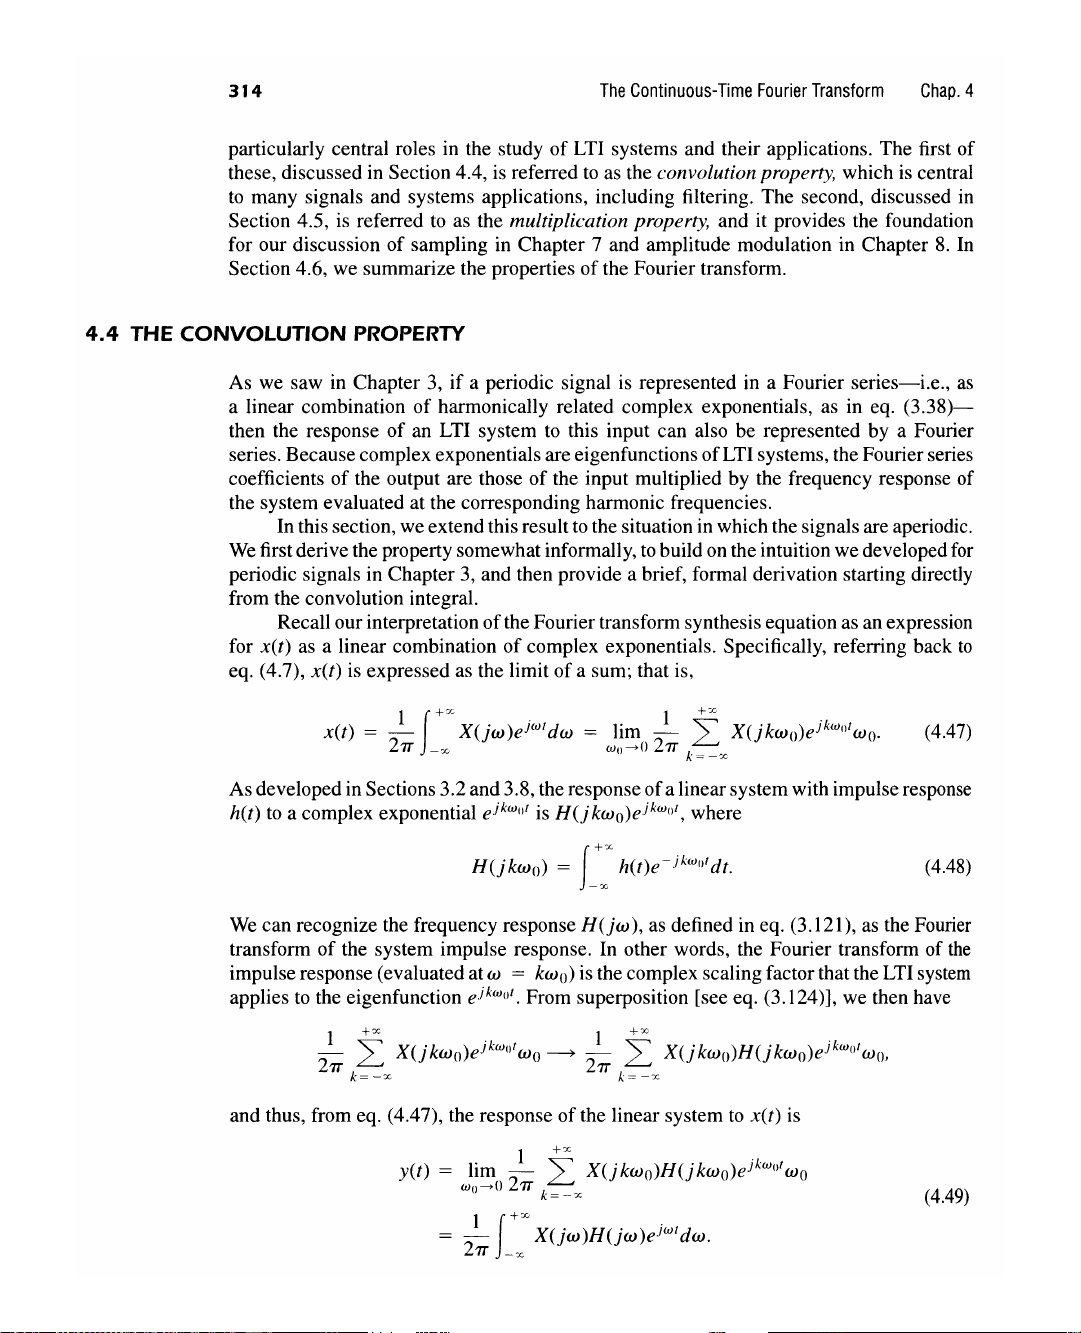 314 The Continuous-Time Fourier Transform Chap. 4
particularly central roles in the study of LTI systems and their applications. The first of
these, discussed in Section 4.4, is referred to as the convolution property, which is central
to many signals and systems applications, including filtering. The second, discussed in
Section 4.5, is referred to as the multiplication property, and it provides the foundation
for our discussion of sampling in Chapter 7 and amplitude modulation in Chapter 8. In
Section 4.6, we summarize the properties of the Fourier transform.
4.4 THE CONVOLUTION PROPERTY
As we saw in Chapter 3, if a periodic signal is represented in a Fourier series—i.e., as
a linear combination of harmonically related complex exponentials, as in eq. (3.38)—
then the response of an LTI system to this input can also be represented by a Fourier
series. Because complex exponentials are eigenfunctions of LTI systems, the Fourier series
coefficients of the output are those of the input multiplied by the frequency response of
the system evaluated at the corresponding harmonic frequencies.
In this section, we extend this result to the situation in which the signals are aperiodic.
We first derive the property somewhat informally, to build on the intuition we developed for
periodic signals in Chapter 3, and then provide a brief, formal derivation starting directly
from the convolution integral.
Recall our interpretation of the Fourier transform synthesis equation as an expression
for x(t) as a linear combination of complex exponentials. Specifically, referring back to
eq. (4.7), x(t) is expressed as the limit of a sum; that is,
x(t) = \frac{1}{2\pi} \int_{-\infty}^{+\infty} X(j\omega)e^{j\omega t}d\omega = \lim_{\omega_0 \to 0} \frac{1}{2\pi} \sum_{k=-\infty}^{+\infty} X(jk\omega_0)e^{jk\omega_0 t}\omega_0. (4.47)
As developed in Sections 3.2 and 3.8, the response of a linear system with impulse response
h(t) to a complex exponential e^{jk\omega_0 t} is H(jk\omega_0)e^{jk\omega_0 t}, where
H(jk\omega_0) = \int_{-\infty}^{+\infty} h(t)e^{-jk\omega_0 t}dt. (4.48)
We can recognize the frequency response H(j\omega), as defined in eq. (3.121), as the Fourier
transform of the system impulse response. In other words, the Fourier transform of the
impulse response (evaluated at \omega = k\omega_0) is the complex scaling factor that the LTI system
applies to the eigenfunction e^{jk\omega_0 t}. From superposition [see eq. (3.124)], we then have
\frac{1}{2\pi} \sum_{k=-\infty}^{+\infty} X(jk\omega_0)e^{jk\omega_0 t}\omega_0 \longrightarrow \frac{1}{2\pi} \sum_{k=-\infty}^{+\infty} X(jk\omega_0)H(jk\omega_0)e^{jk\omega_0 t}\omega_0,
and thus, from eq. (4.47), the response of the linear system to x(t) is
y(t) = \lim_{\omega_0 \to 0} \frac{1}{2\pi} \sum_{k=-\infty}^{+\infty} X(jk\omega_0)H(jk\omega_0)e^{jk\omega_0 t}\omega_0
(4.49)
= \frac{1}{2\pi} \int_{-\infty}^{+\infty} X(j\omega)H(j\omega)e^{j\omega t}d\omega.